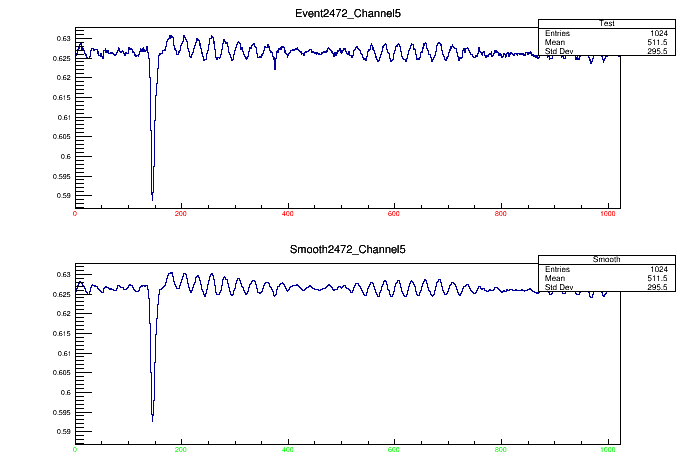 Event2472_Channel5
Test
Entries 1024
Mean 511.5
Std Dev 295.5
0.63
0.625
0.62
0.615
0.61
0.605
0.6
0.595
0.59
0 200 400 600 800 1000
Smooth2472_Channel5
Smooth
Entries 1024
Mean 511.5
Std Dev 295.5
0.63
0.625
0.62
0.615
0.61
0.605
0.6
0.595
0.59
0 200 400 600 800 1000